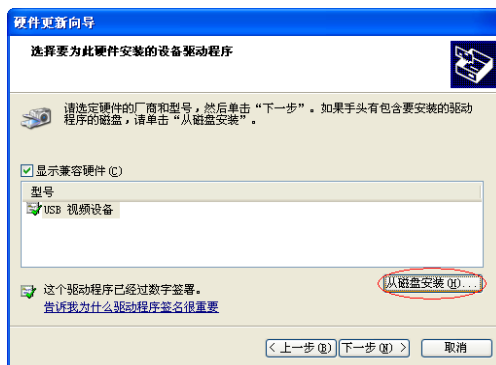 硬件更新向导
选择要为此硬件安装的设备驱动程序
请选定硬件的厂商和型号，然后单击“下一步”。如果手头有包含要安装的驱动
程序的磁盘，请单击“从磁盘安装”。
显示兼容硬件(C)
型号
USB 视频设备
从磁盘安装(H)...
这个驱动程序已经过数字签署。
告诉我为什么驱动程序签名很重要
< 上一步(B) 下一步(N) > 取消